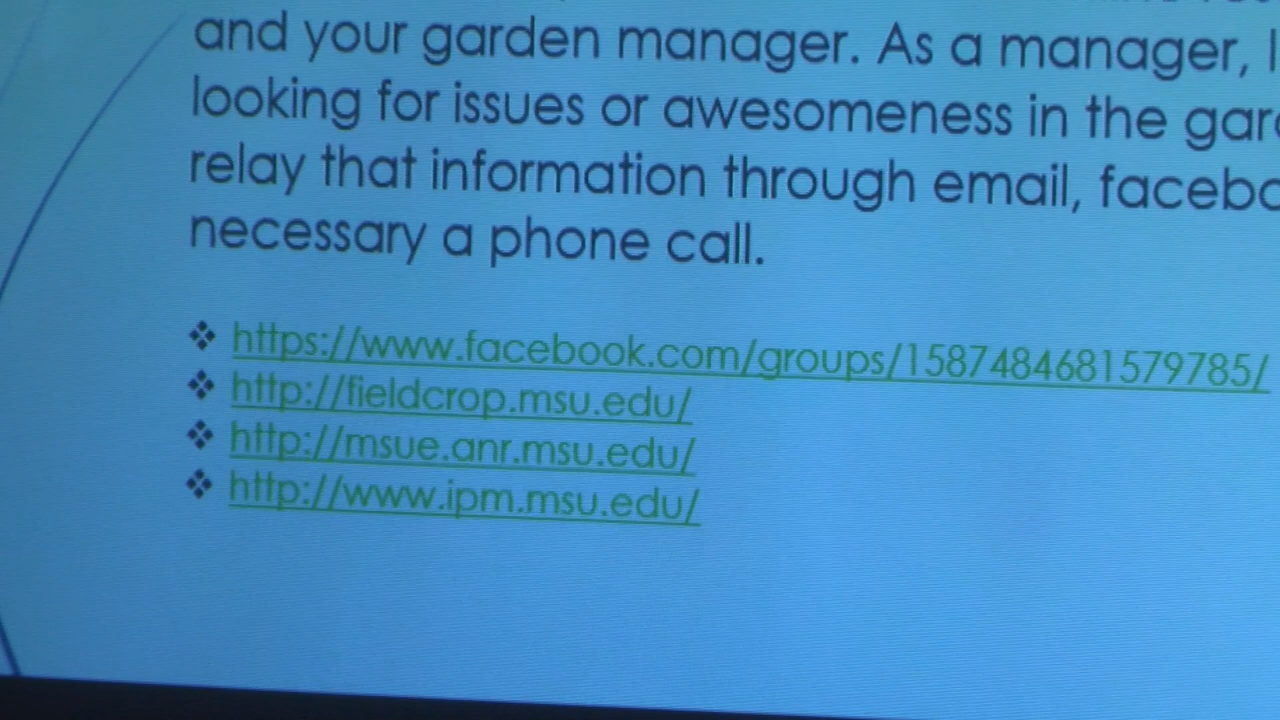 and your garden manager. As a manager, I
looking for issues or awesomeness in the
relay that information through email,
necessary a phone call.
❖ https://www.facebook.com/groups/1587484681579785/
❖ http://fieldcrop.msu.edu/
❖ http://msue.anr.msu.edu/
❖ http://www.ipm.msu.edu/